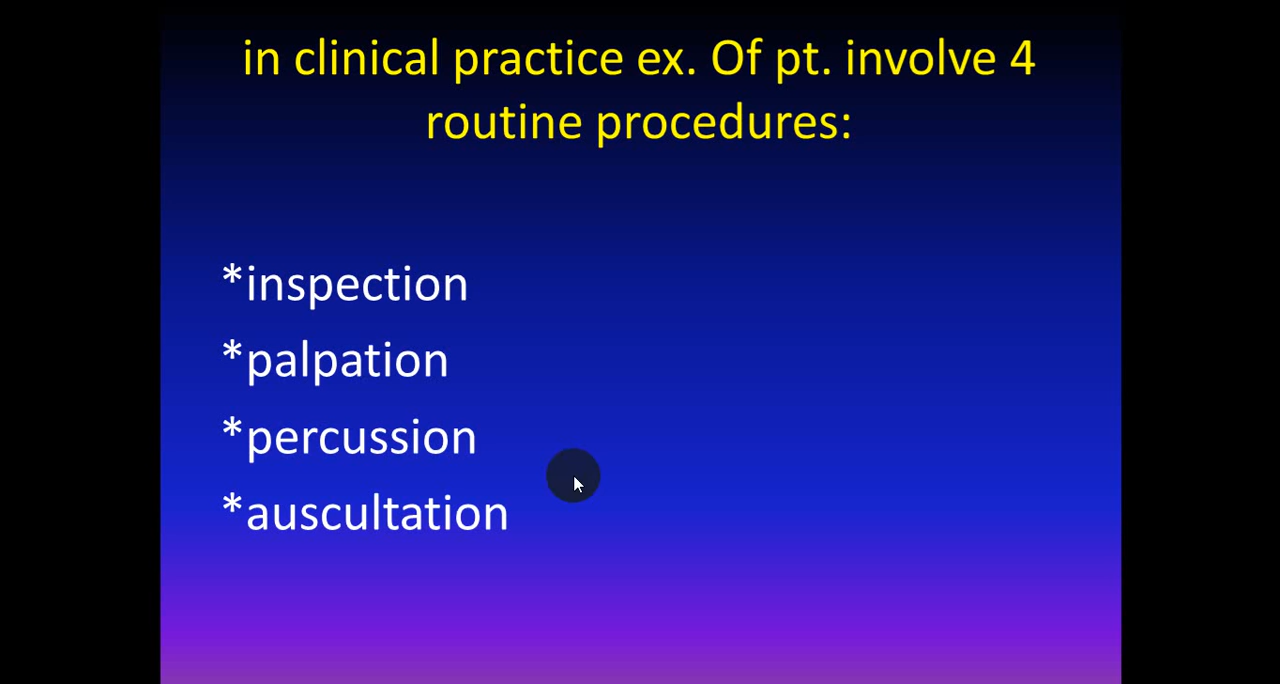 in clinical practice ex. Of pt. involve 4
routine procedures:
*inspection
*palpation
*percussion
*auscultation